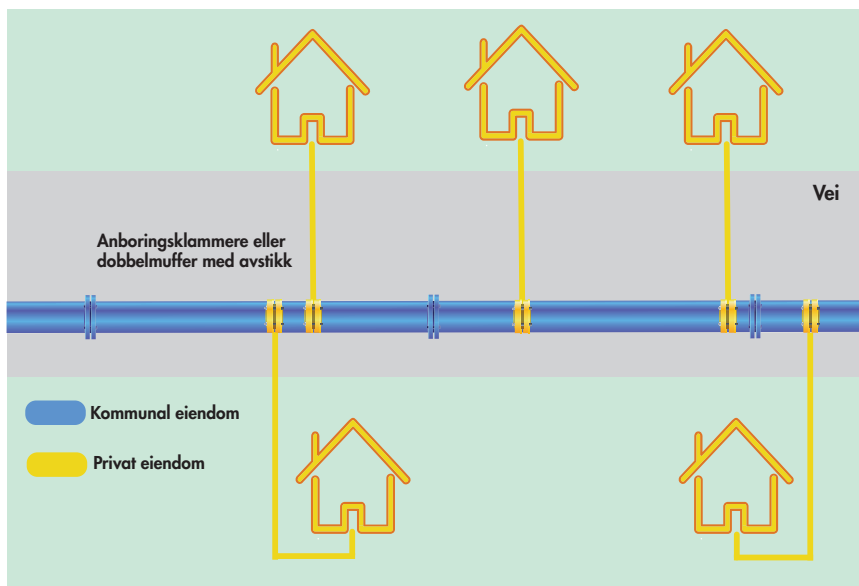 Vei
Anboringsklammere eller
dobbelmuffer med avstikk
Kommunal eiendom
Privat eiendom